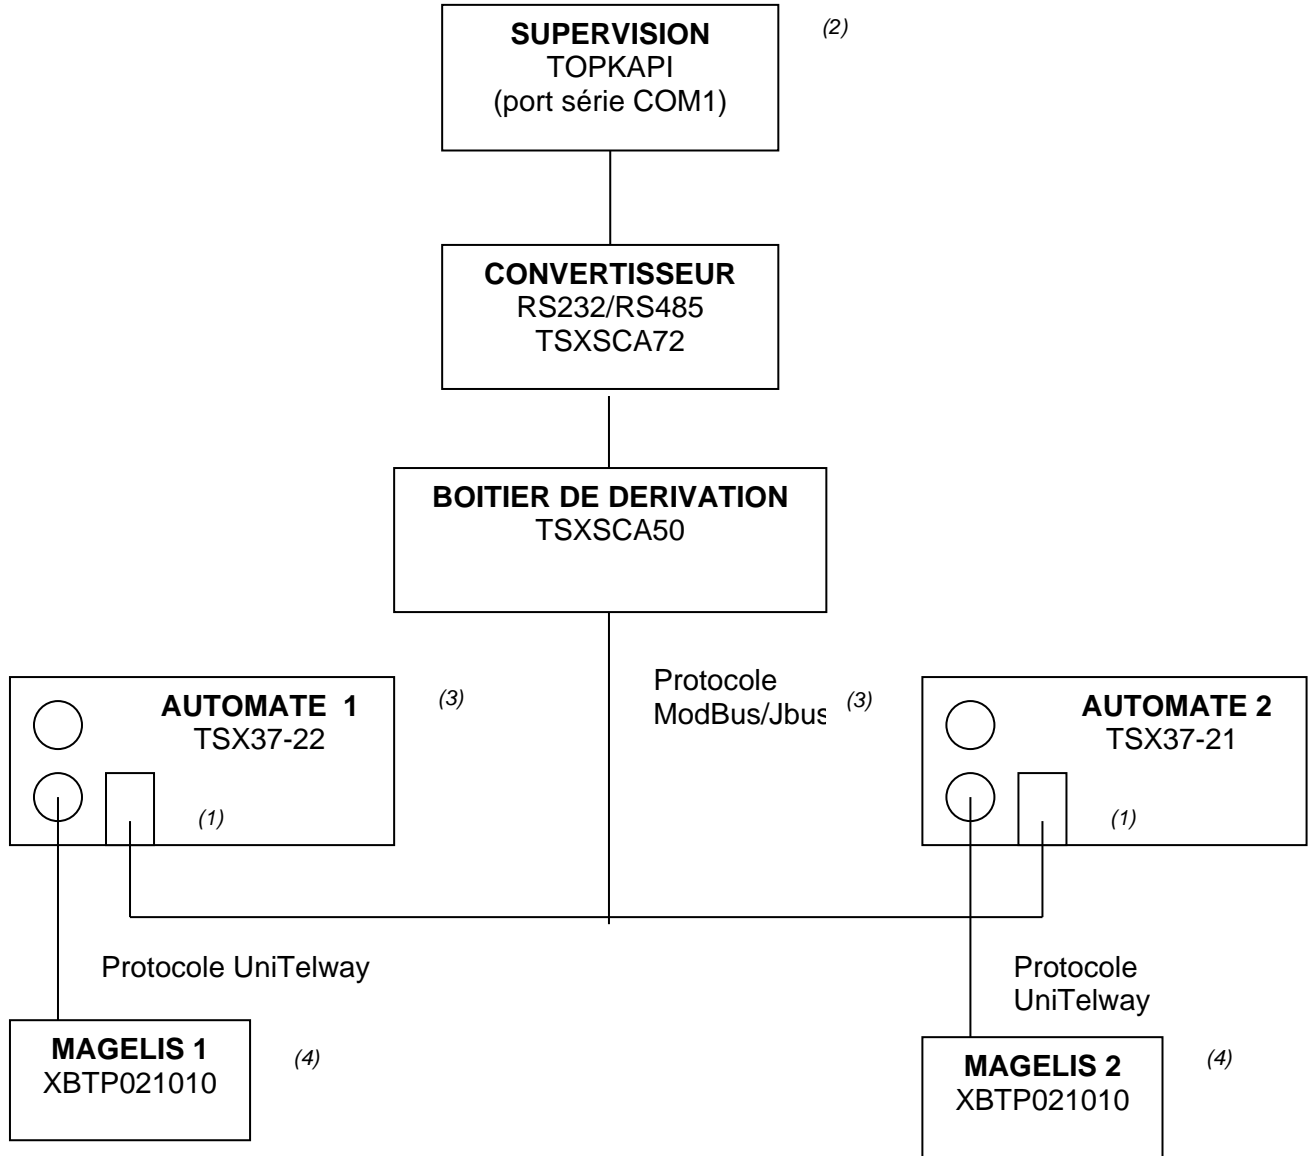 SUPERVISION
TOPKAPI
(port série COM1)
(2)
CONVERTISSEUR
RS232/RS485
TSXSCA72
BOITIER DE DERIVATION
TSXSCA50
Protocole
ModBus/Jbus
AUTOMATE 1
TSX37-22
(3)
(1)
(3)
AUTOMATE 2
TSX37-21
(1)
Protocole UniTelway
Protocole
UniTelway
MAGELIS 1
XBTP021010
(4)
MAGELIS 2
XBTP021010
(4)